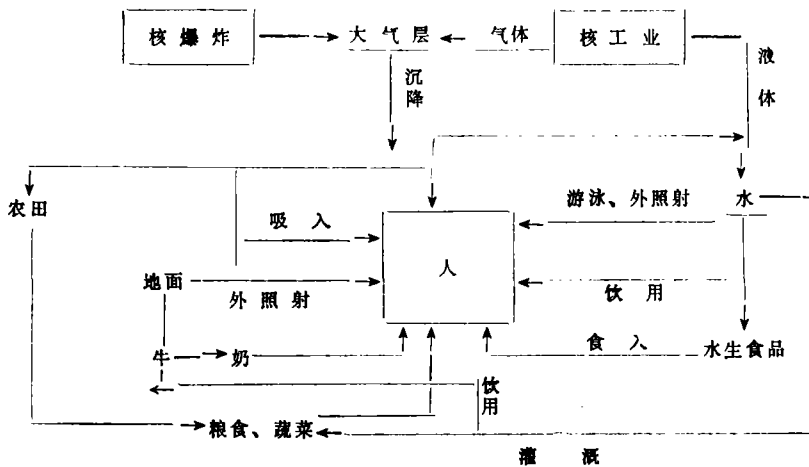 核爆炸
大气层
气体
核工业
液体
沉降
农田
吸入
游泳、外照射
水
人
地面
外照射
饮用
牛
奶
食入
水生食品
饮用
粮食、蔬菜
灌溉